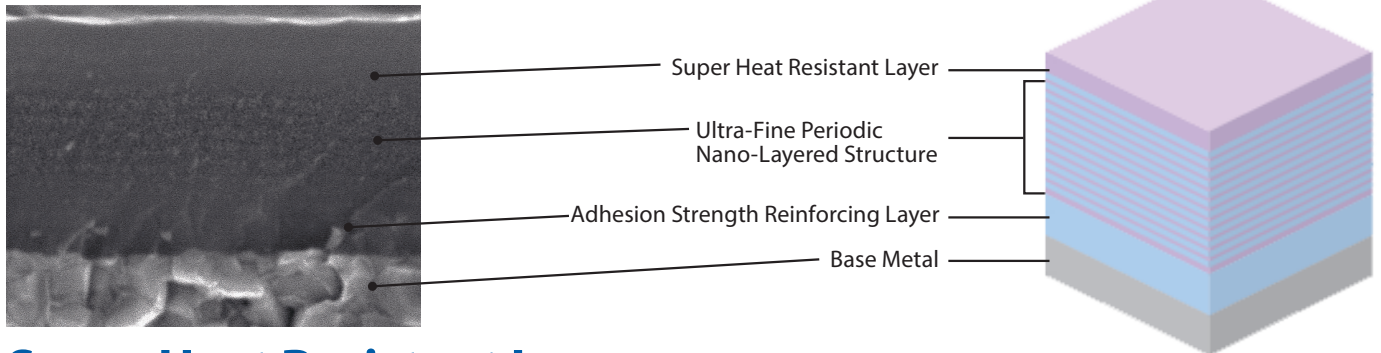 Super Heat Resistant Layer
Ultra-Fine Periodic
Nano-Layered Structure
Adhesion Strength Reinforcing Layer
Base Metal